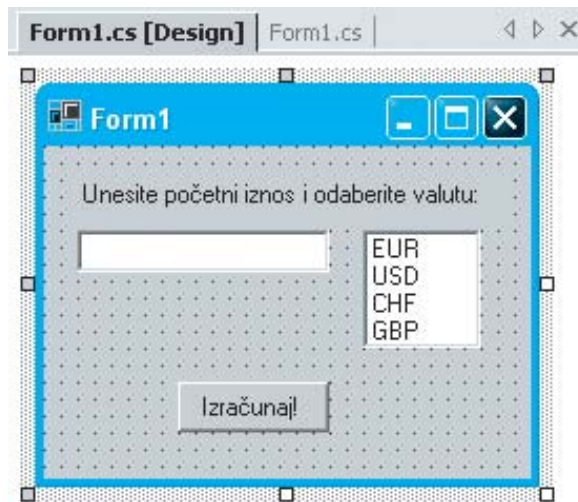 Form1.cs [Design] Form1.cs
Form1
Unesite početni iznos i odaberite valutu:
EUR
USD
CHF
GBP
Izračunaj!